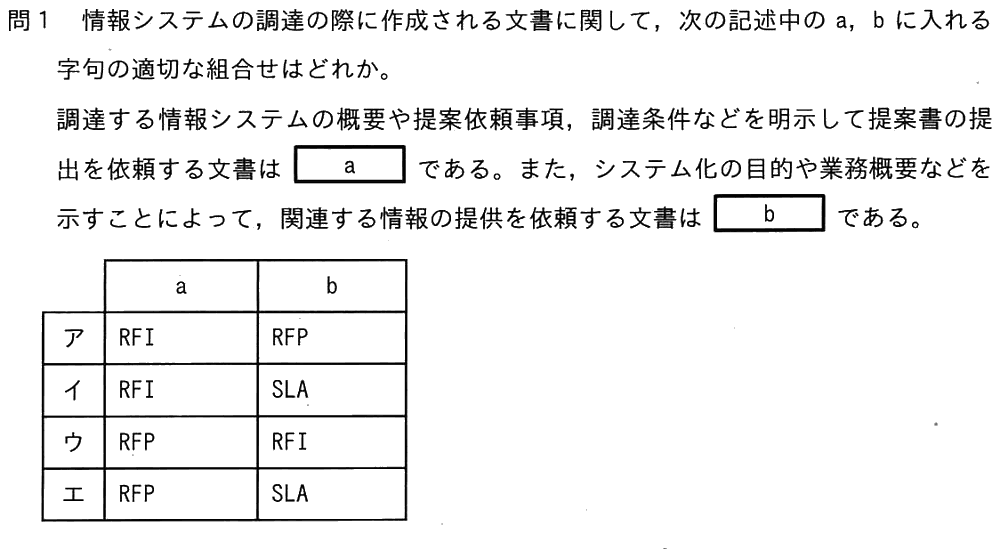 問1 情報システムの調達の際に作成される文書に関して，次の記述中の a，b に入れる
字句の適切な組合せはどれか。
調達する情報システムの概要や提案依頼事項，調達条件などを明示して提案書の提
出を依頼する文書は a である。また，システム化の目的や業務概要などを
示すことによって，関連する情報の提供を依頼する文書は b である。
a b
ア RFI RFP
イ RFI SLA
ウ RFP RFI
エ RFP SLA